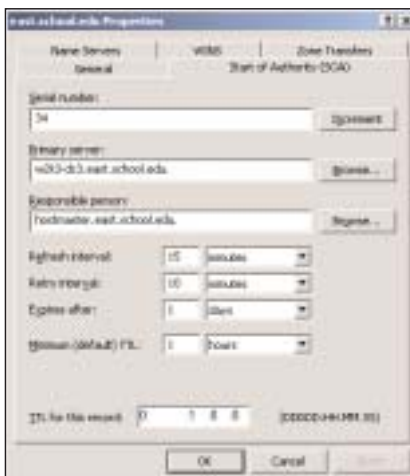 east.school.edu Properties
Name Servers WINS Zone Transfers
General Start of Authority (SOA)
Serial number:
34 Increment
Primary server:
w2k3-dc3.east.school.edu. Browse...
Responsible person:
hostmaster.east.school.edu. Browse...
Refresh interval: 15 minutes
Retry interval: 10 minutes
Expires after: 1 days
Minimum (default) TTL: 1 hours
TTL for this record: 0 :1 :0 :0 (DDDDD:HH.MM.SS)
OK Cancel Apply